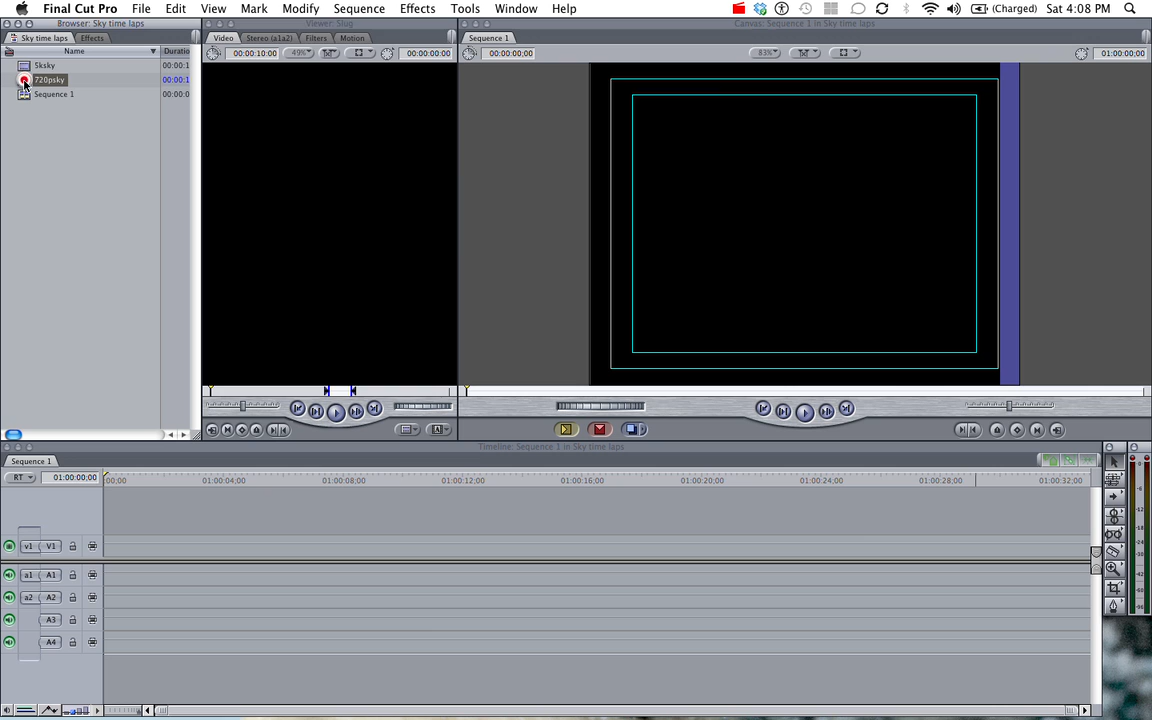 Final Cut Pro File Edit View Mark Modify Sequence Effects Tools Window Help (Charged) Sat 4:08 PM
Browser: Sky time laps Viewer: Slug Canvas: Sequence 1 in Sky time laps
Sky time laps Effects Video Stereo (a1a2) Filters Motion Sequence 1
Name Duratio 00:00:10:00 49% 00:00:00:00 00:00:00;00 83% 01:00:00;00
5ksky 00:00:1
720psky 00:00:1
Sequence 1 00:00:0
Timeline: Sequence 1 in Sky time laps
Sequence 1
RT 01:00:00;00 00;00 01:00:04;00 01:00:08;00 01:00:12;00 01:00:16;00 01:00:20;00 01:00:24;00 01:00:28;00 01:00:32;00
v1 V1
a1 A1
a2 A2
A3
A4